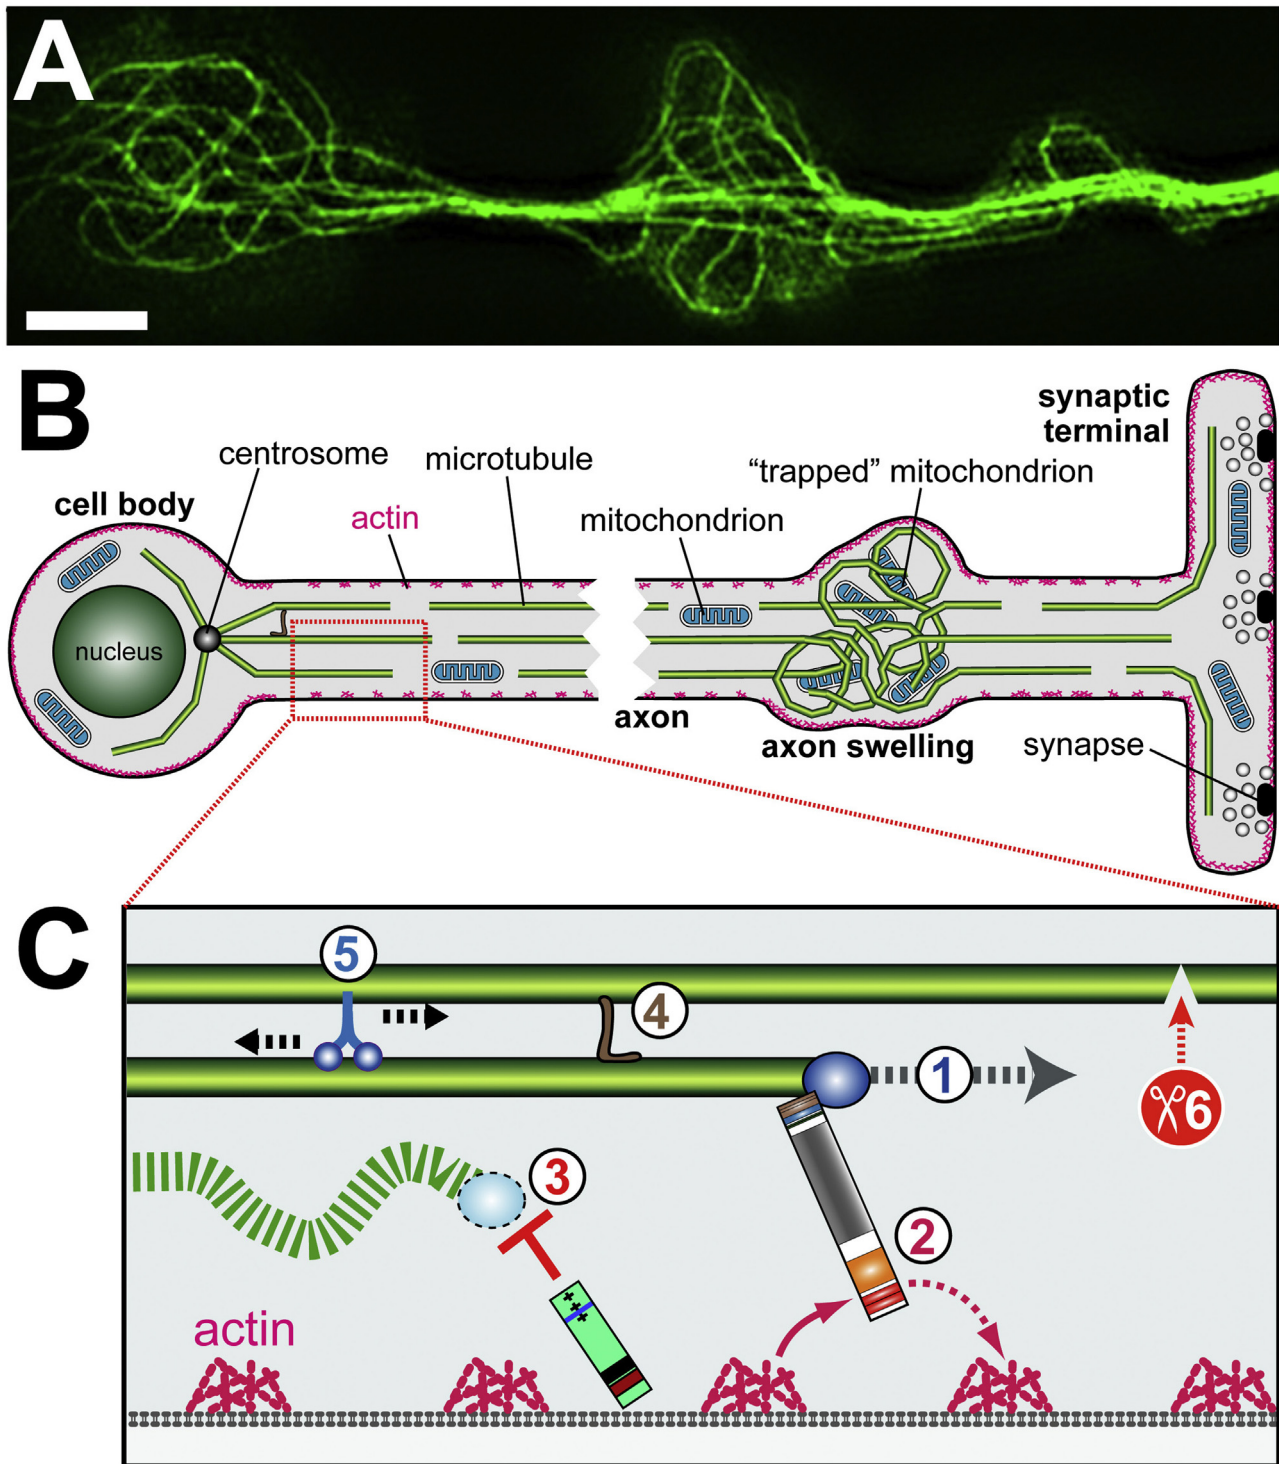 A
B
synaptic
terminal
centrosome
microtubule
“trapped” mitochondrion
cell body
actin
mitochondrion
nucleus
axon
axon swelling
synapse
C
5
4
1
6
3
2
actin